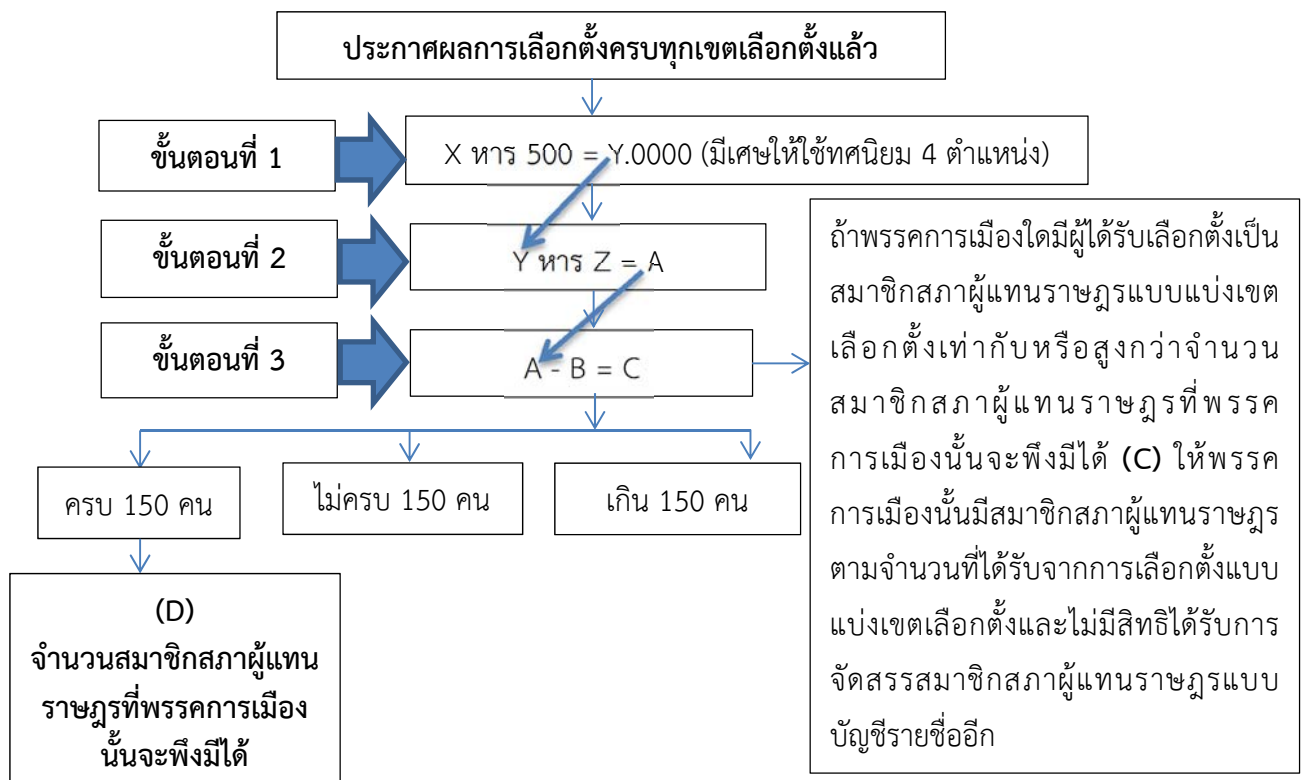 ประกาศผลการเลือกตั้งครบทุกเขตเลือกตั้งแล้ว
ขั้นตอนที่ 1
X หาร 500 = Y.0000 (มีเศษให้ใช้ทศนิยม 4 ตำแหน่ง)
ขั้นตอนที่ 2
Y หาร Z = A
ขั้นตอนที่ 3
A - B = C
ถ้าพรรคการเมืองใดมีผู้ได้รับเลือกตั้งเป็น
สมาชิกสภาผู้แทนราษฎรแบบแบ่งเขต
เลือกตั้งเท่ากับหรือสูงกว่าจำนวน
สมาชิกสภาผู้แทนราษฎรที่พรรค
การเมืองนั้นจะพึงมีได้ (C) ให้พรรค
การเมืองนั้นมีสมาชิกสภาผู้แทนราษฎร
ตามจำนวนที่ได้รับจากการเลือกตั้งแบบ
แบ่งเขตเลือกตั้งและไม่มีสิทธิได้รับการ
จัดสรรสมาชิกสภาผู้แทนราษฎรแบบ
บัญชีรายชื่ออีก
ครบ 150 คน
ไม่ครบ 150 คน
เกิน 150 คน
(D)
จำนวนสมาชิกสภาผู้แทน
ราษฎรที่พรรคการเมือง
นั้นจะพึงมีได้